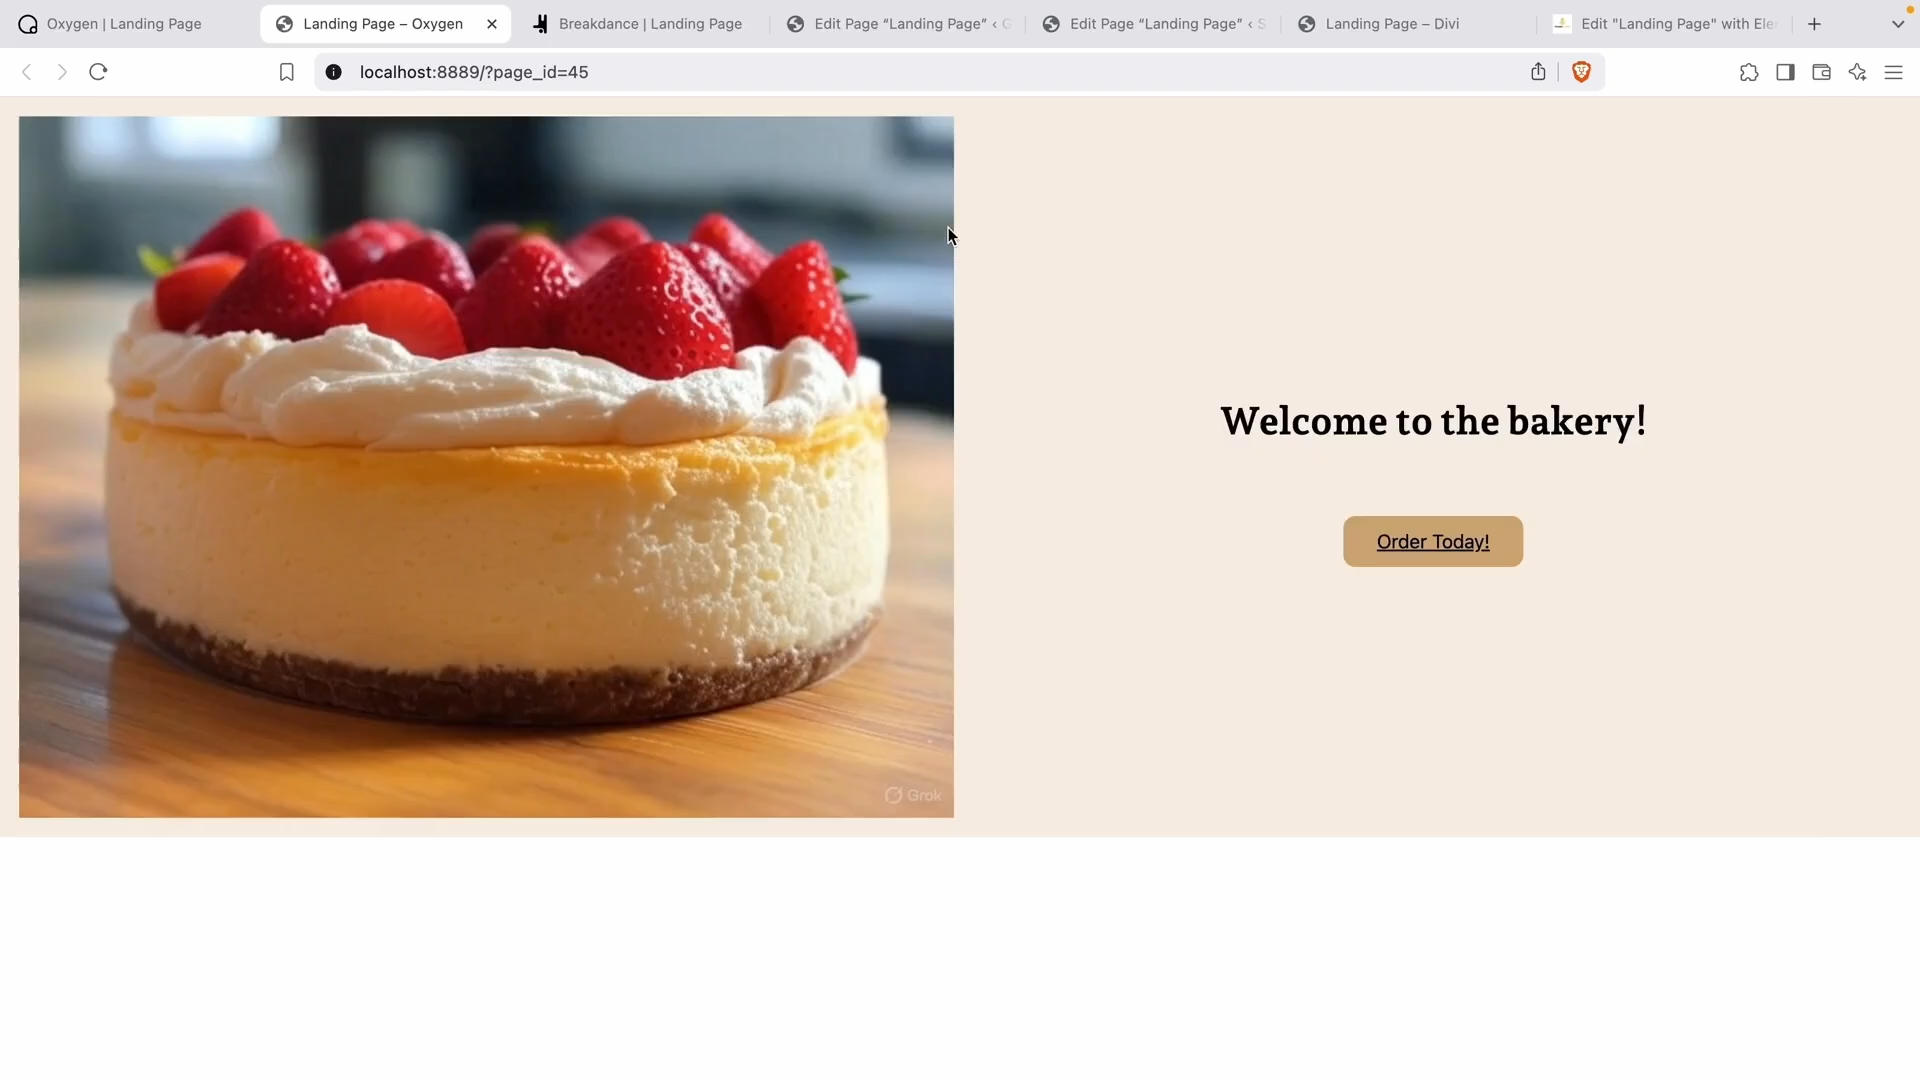 Oxygen | Landing Page
Landing Page – Oxygen
Breakdance | Landing Page
Edit Page “Landing Page” ‹ G
Edit Page “Landing Page” ‹ S
Landing Page – Divi
Edit "Landing Page" with Ele
localhost:8889/?page_id=45
Welcome to the bakery!
Order Today!
Grok